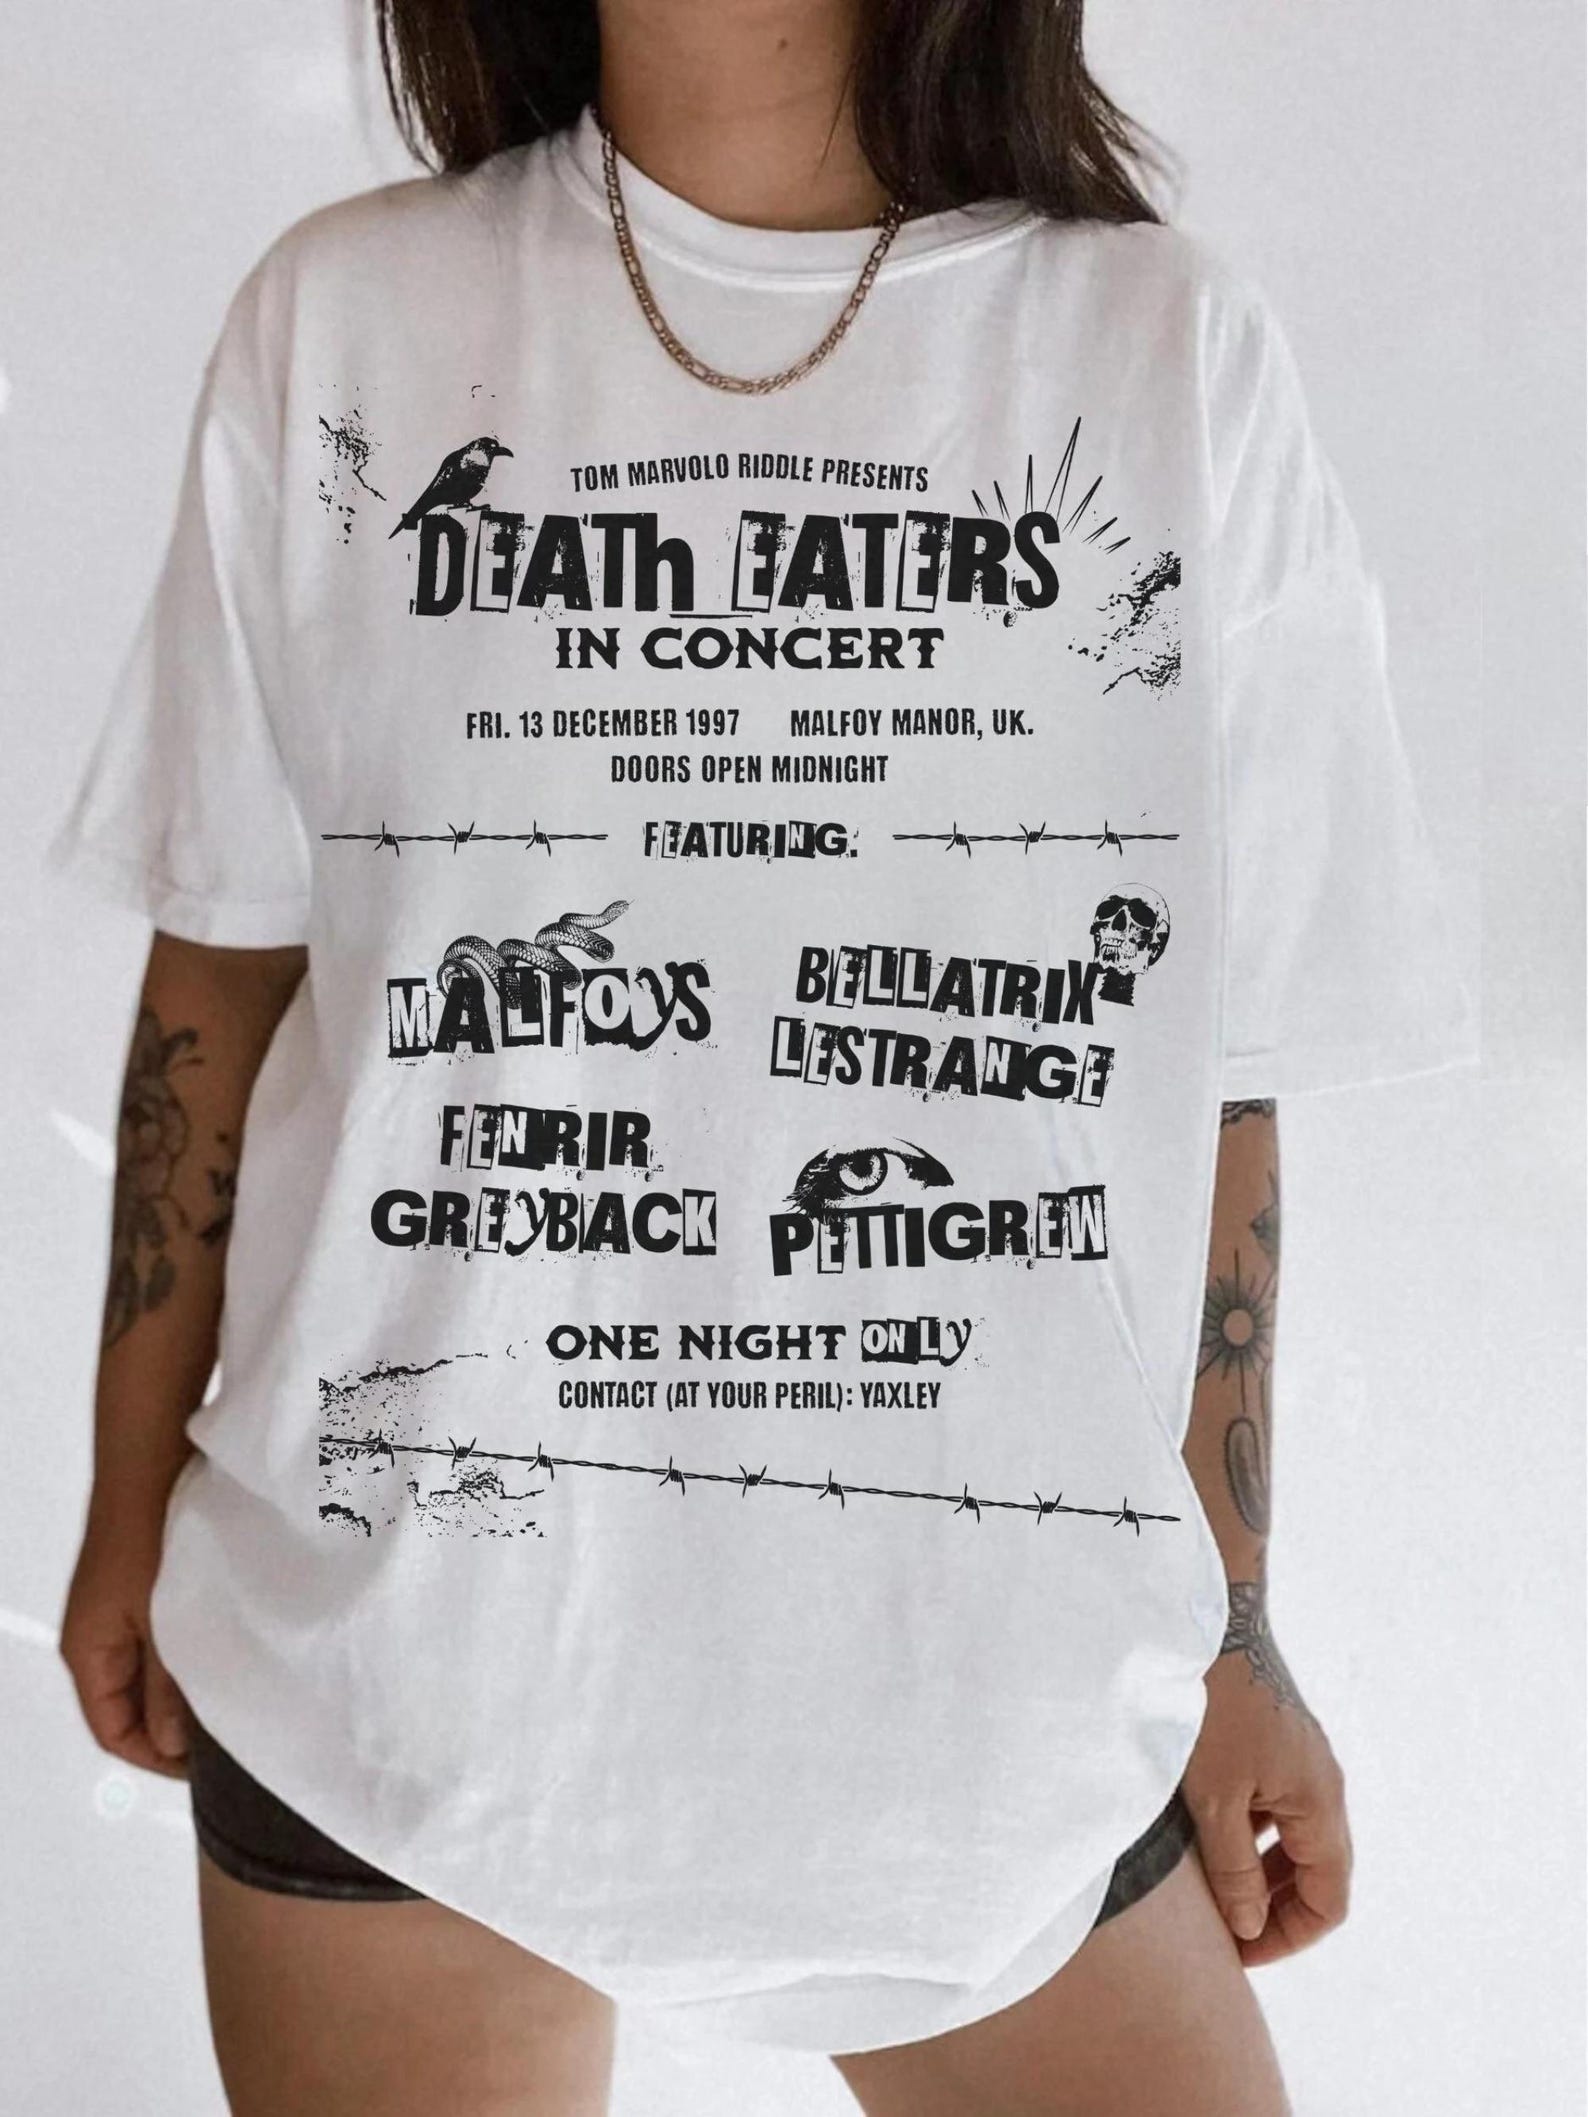 TOM MARVOLO RIDDLE PRESENTS
DEATh EATERS
IN CONCERT
FRI. 13 DECEMBER 1997 MALFOY MANOR, UK.
DOORS OPEN MIDNIGHT
FEATURING:
MALFOyS
BELLATRIX
LESTRANGE
FENRIR
GREyBACK
PETTIGREW
ONE NIGHT ONLy
CONTACT (AT YOUR PERIL): YAXLEY